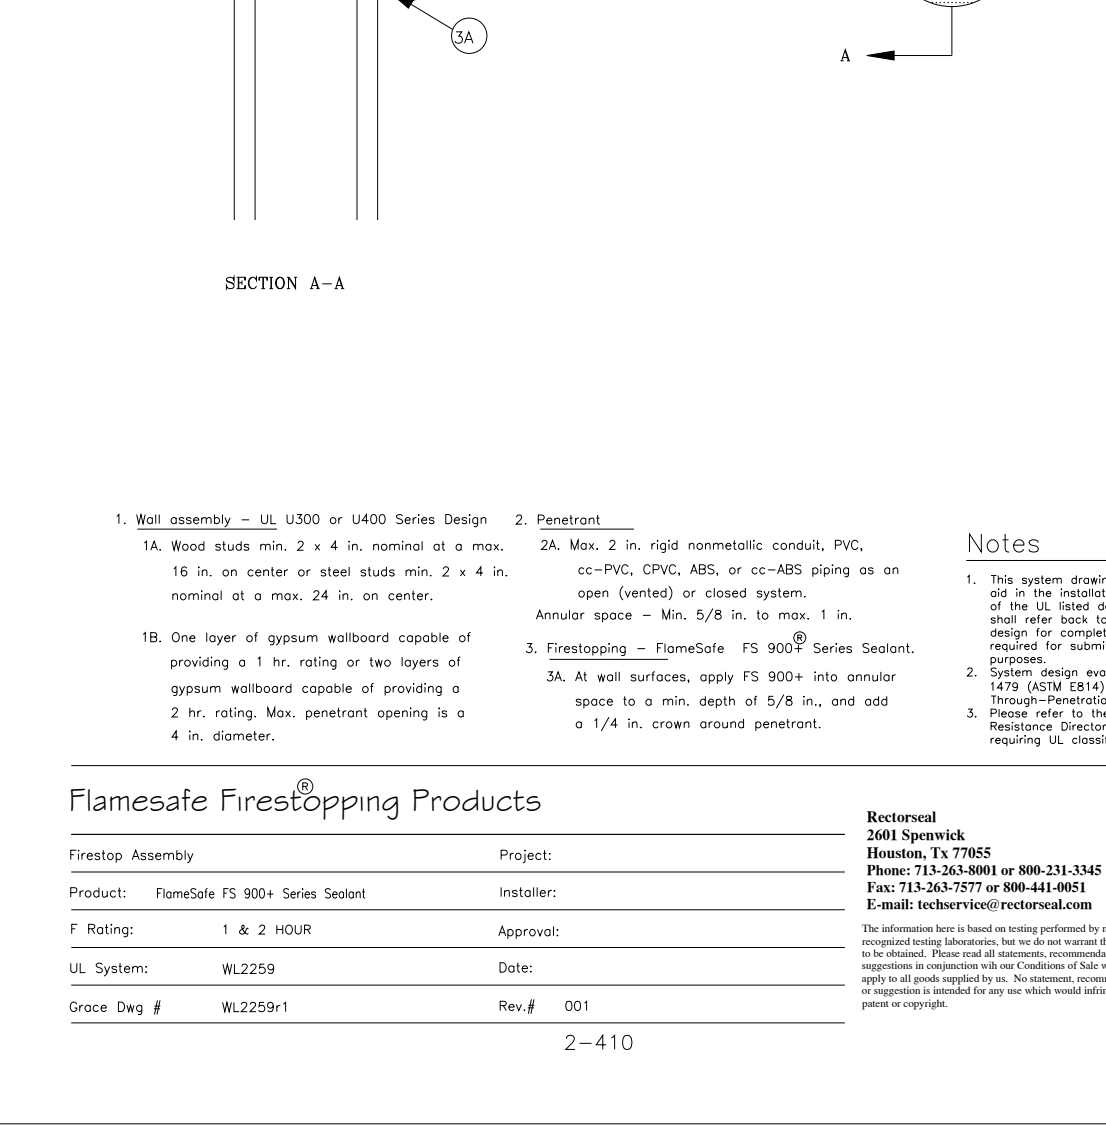 3A
A
SECTION A-A
1. Wall assembly - UL U300 or U400 Series Design
1A. Wood studs min. 2 x 4 in. nominal at a max.
16 in. on center or steel studs min. 2 x 4 in.
nominal at a max. 24 in. on center.
1B. One layer of gypsum wallboard capable of
providing a 1 hr. rating or two layers of
gypsum wallboard capable of providing a
2 hr. rating. Max. penetrant opening is a
4 in. diameter.
2. Penetrant
2A. Max. 2 in. rigid nonmetallic conduit, PVC,
cc-PVC, CPVC, ABS, or cc-ABS piping as an
open (vented) or closed system.
Annular space - Min. 5/8 in. to max. 1 in.
3. Firestopping - FlameSafe® FS 900+ Series Sealant.
3A. At wall surfaces, apply FS 900+ into annular
space to a min. depth of 5/8 in., and add
a 1/4 in. crown around penetrant.
Notes
1. This system
aid in the
of the UL listed
shall refer back to
design for
required for
purposes.
2. System design
1479 (ASTM E814)
3. Please refer to the
Resistance
requiring UL
Flamesafe® Firestopping Products
Firestop Assembly
Project:
Product: FlameSafe FS 900+ Series Sealant
Installer:
F Rating: 1 & 2 HOUR
Approval:
UL System: WL2259
Date:
Grace Dwg # WL2259r1
Rev.# 001
2-410
Rectorseal
2601 Spenwick
Houston, Tx 77055
Phone: 713-263-8001 or 800-231-3345
Fax: 713-263-7577 or 800-441-0051
E-mail: techservice@rectorseal.com
The information here is based on testing performed by
recognized testing laboratories, but we do not warrant
to be obtained. Please read all statements,
suggestions in conjunction wih our Conditions of Sale
apply to all goods supplied by us. No statement,
or suggestion is intended for any use which would
patent or copyright.